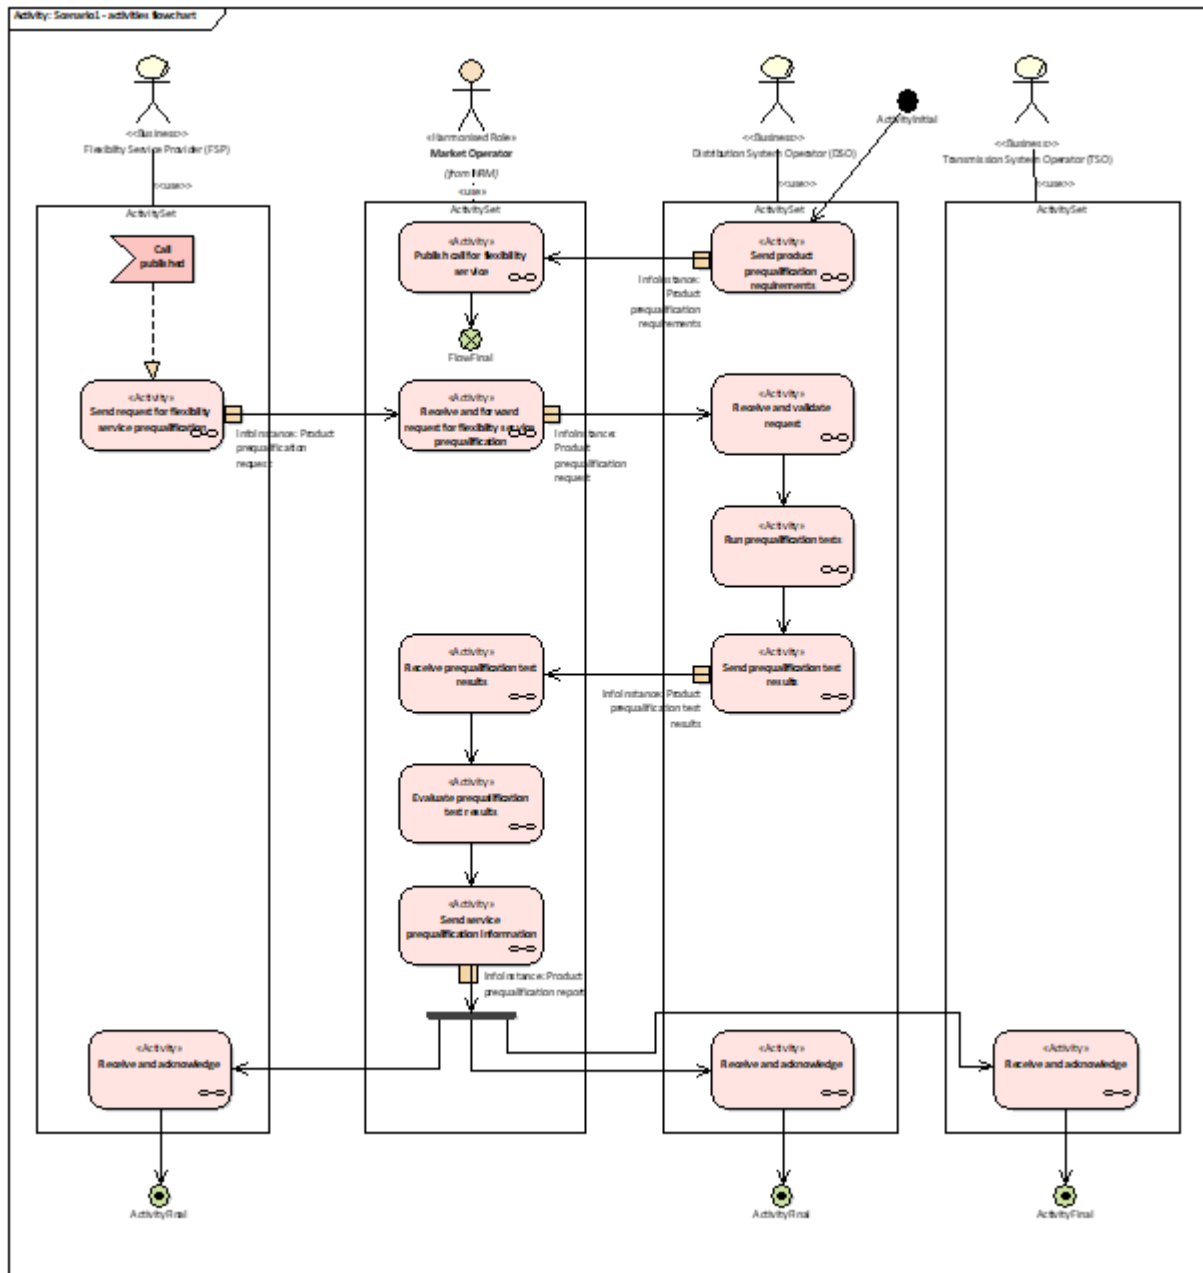 Activity: Scenario1 - activities flowchart
<<Business>>
Flexibility Service Provider (FSP)
<<use>>
«Harmonised Role»
Market Operator
(from HRM)
«use»
<<Business>>
Distribution System Operator (DSO)
<<use>>
ActivityInitial
<<Business>>
Transmission System Operator (TSO)
<<use>>
ActivitySet
ActivitySet
ActivitySet
ActivitySet
Call
published
«Activity»
Publish call for flexibility
service
«Activity»
Send product
prequalification
requirements
InfoInstance:
Product
prequalification
requirements
FlowFinal
«Activity»
Send request for flexibility
service prequalification
InfoInstance: Product
prequalification
request
«Activity»
Receive and forward
request for flexiblity service
prequalification
InfoInstance:
Product
prequalification
request
«Activity»
Receive and validate
request
«Activity»
Run prequalification tests
«Activity»
Receive prequalification test
results
«Activity»
Send prequalification test
results
InfoInstance: Product
prequalification test
results
«Activity»
Evaluate prequalification
test results
«Activity»
Send service
prequalification information
InfoInstance: Product
prequalification report
«Activity»
Receive and acknowledge
«Activity»
Receive and acknowledge
«Activity»
Receive and acknowledge
ActivityFinal
ActivityFinal
ActivityFinal